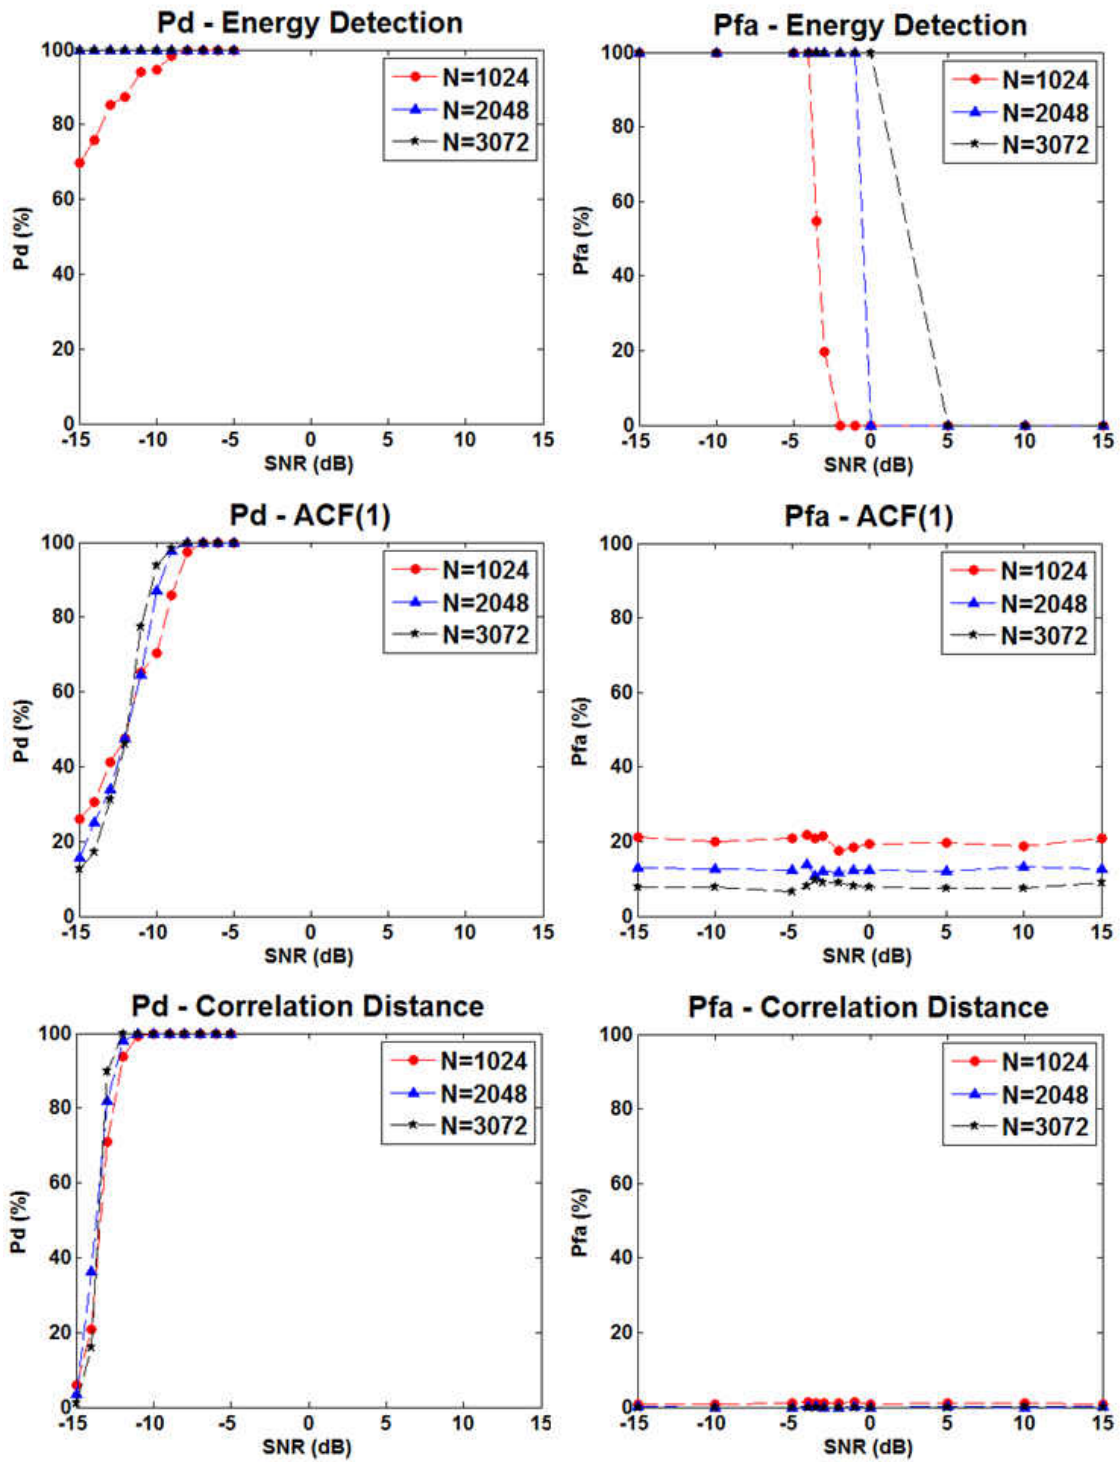 Pd - Energy Detection
100
80
60
40
20
0
Pd (%)
-15 -10 -5 0 5 10 15
SNR (dB)
N=1024
N=2048
N=3072
Pfa - Energy Detection
100
80
60
40
20
0
Pfa (%)
-15 -10 -5 0 5 10 15
SNR (dB)
N=1024
N=2048
N=3072
Pd - ACF(1)
100
80
60
40
20
0
Pd (%)
-15 -10 -5 0 5 10 15
SNR (dB)
N=1024
N=2048
N=3072
Pfa - ACF(1)
100
80
60
40
20
0
Pfa (%)
-15 -10 -5 0 5 10 15
SNR (dB)
N=1024
N=2048
N=3072
Pd - Correlation Distance
100
80
60
40
20
0
Pd (%)
-15 -10 -5 0 5 10 15
SNR (dB)
N=1024
N=2048
N=3072
Pfa - Correlation Distance
100
80
60
40
20
0
Pfa (%)
-15 -10 -5 0 5 10 15
SNR (dB)
N=1024
N=2048
N=3072